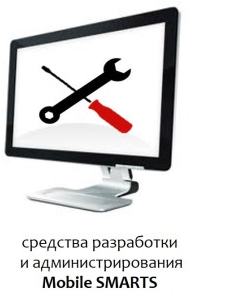 средства разработки
и администрирования
Mobile SMARTS